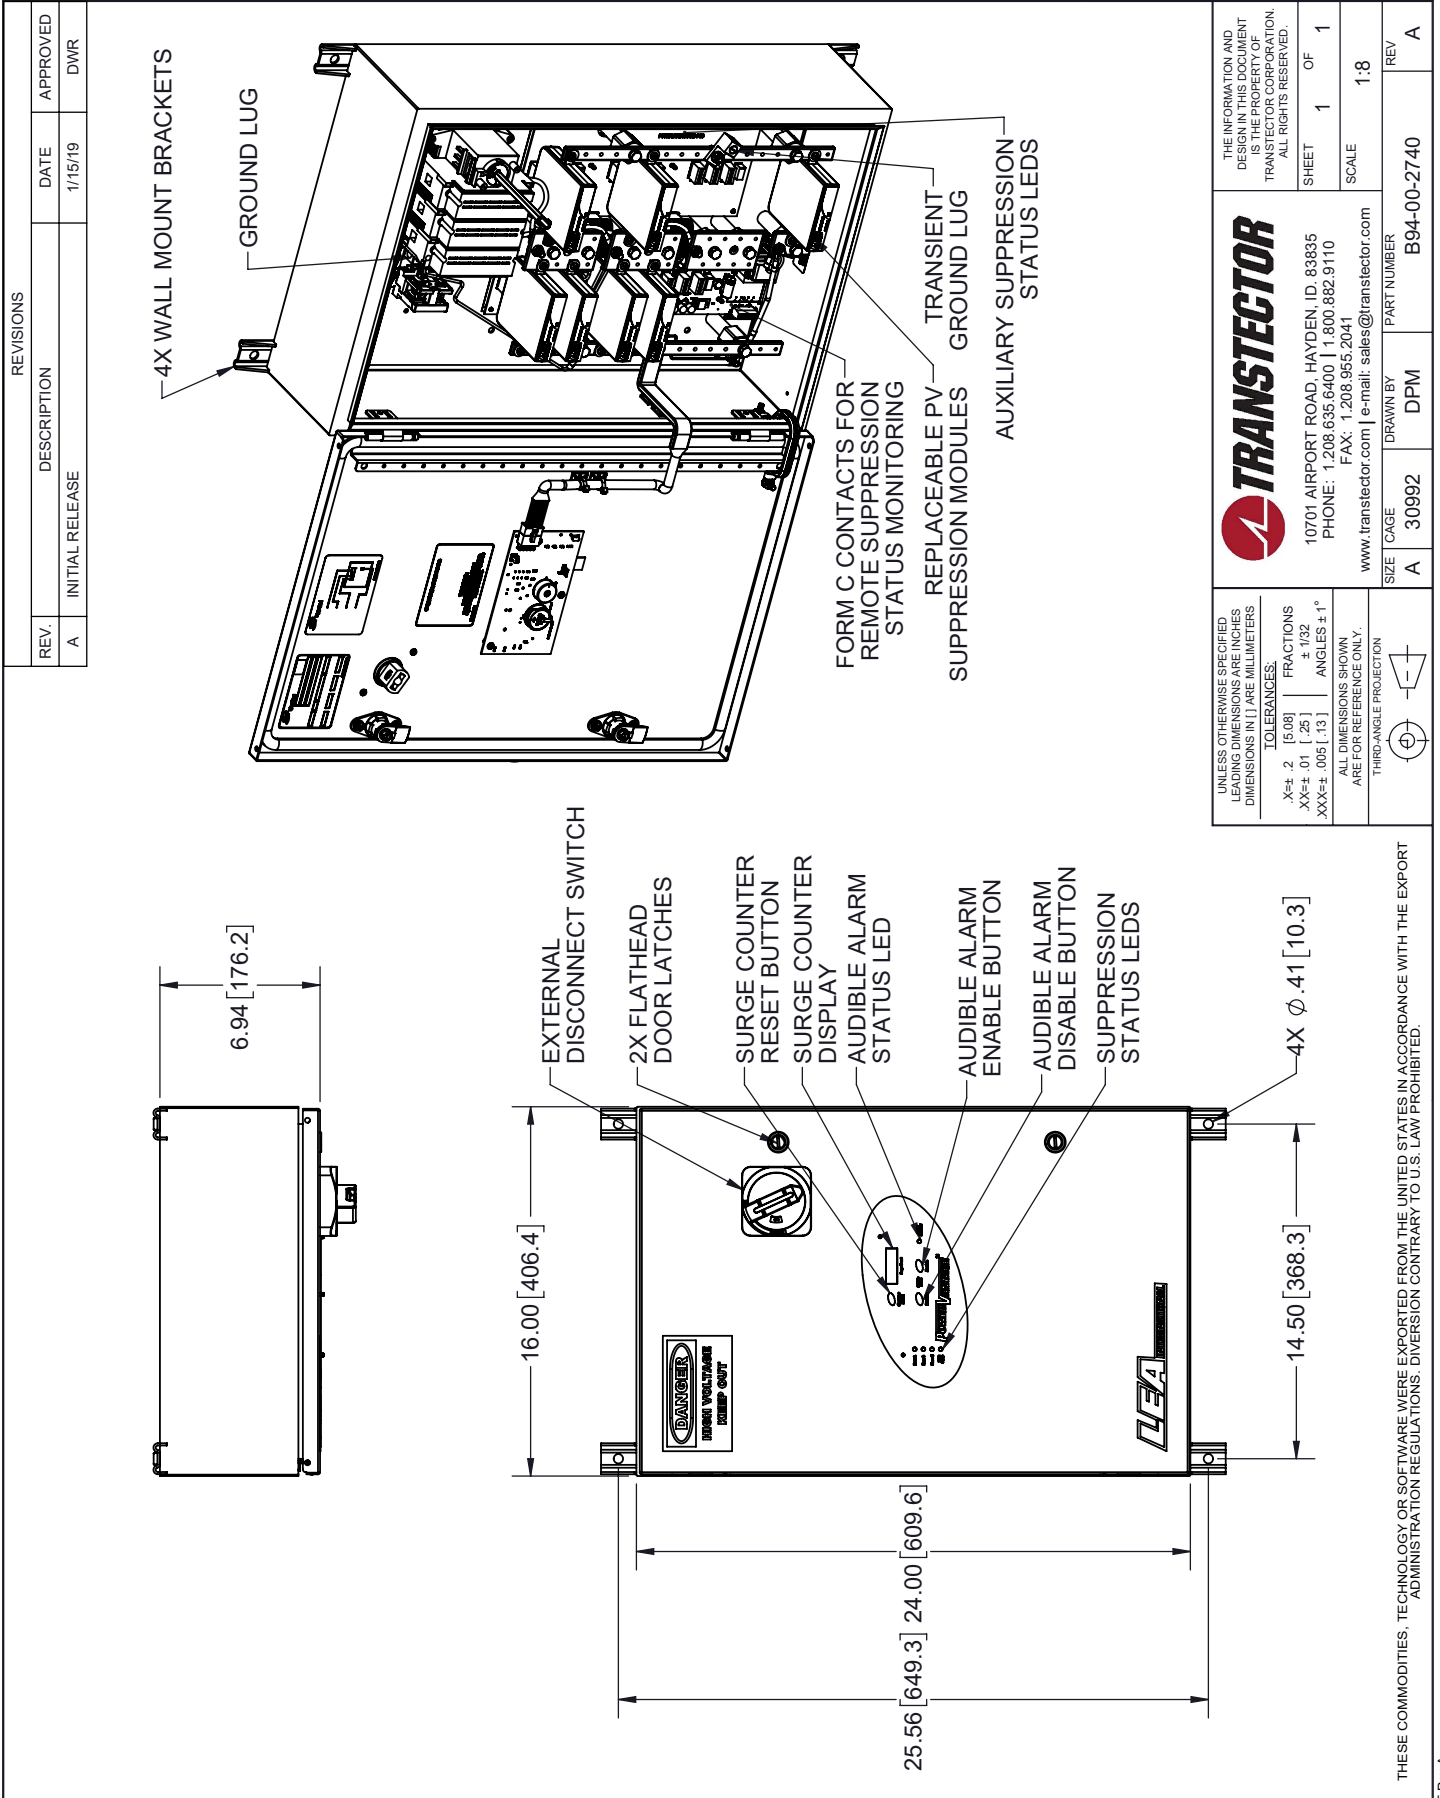 REVISIONS
REV.
DESCRIPTION
DATE
APPROVED
A
INITIAL RELEASE
1/15/19
DWR
4X WALL MOUNT BRACKETS
GROUND LUG
FORM C CONTACTS FOR
REMOTE SUPPRESSION
STATUS MONITORING
REPLACEABLE PV
SUPPRESSION MODULES
TRANSIENT
GROUND LUG
AUXILIARY SUPPRESSION
STATUS LEDS
6.94 [176.2]
16.00 [406.4]
EXTERNAL
DISCONNECT SWITCH
2X FLATHEAD
DOOR LATCHES
SURGE COUNTER
RESET BUTTON
SURGE COUNTER
DISPLAY
AUDIBLE ALARM
STATUS LED
AUDIBLE ALARM
ENABLE BUTTON
AUDIBLE ALARM
DISABLE BUTTON
SUPPRESSION
STATUS LEDS
DANGER
HIGH VOLTAGE
KEEP OUT
LEA
INTERNATIONAL
25.56 [649.3]
24.00 [609.6]
14.50 [368.3]
4X Ø .41 [10.3]
THESE COMMODITIES, TECHNOLOGY OR SOFTWARE WERE EXPORTED FROM THE UNITED STATES IN ACCORDANCE WITH THE EXPORT
ADMINISTRATION REGULATIONS. DIVERSION CONTRARY TO U.S. LAW PROHIBITED.
UNLESS OTHERWISE SPECIFIED
LEADING DIMENSIONS ARE INCHES
DIMENSIONS IN [ ] ARE MILLIMETERS
TOLERANCES:
.X=± .2 [5.08]
.XX=± .01 [ .25 ]
.XXX=± .005 [ .13 ]
FRACTIONS
± 1/32
ANGLES ± 1°
ALL DIMENSIONS SHOWN
ARE FOR REFERENCE ONLY.
THIRD-ANGLE PROJECTION
TRANSTECTOR
10701 AIRPORT ROAD, HAYDEN, ID. 83835
PHONE: 1.208.635.6400 | 1.800.882.9110
FAX: 1.208.955.2041
www.transtector.com | e-mail: sales@transtector.com
THE INFORMATION AND
DESIGN IN THIS DOCUMENT
IS THE PROPERTY OF
TRANSTECTOR CORPORATION.
ALL RIGHTS RESERVED.
SHEET 1 OF 1
SCALE 1:8
SIZE A
CAGE 30992
DRAWN BY DPM
PART NUMBER B94-00-2740
REV A